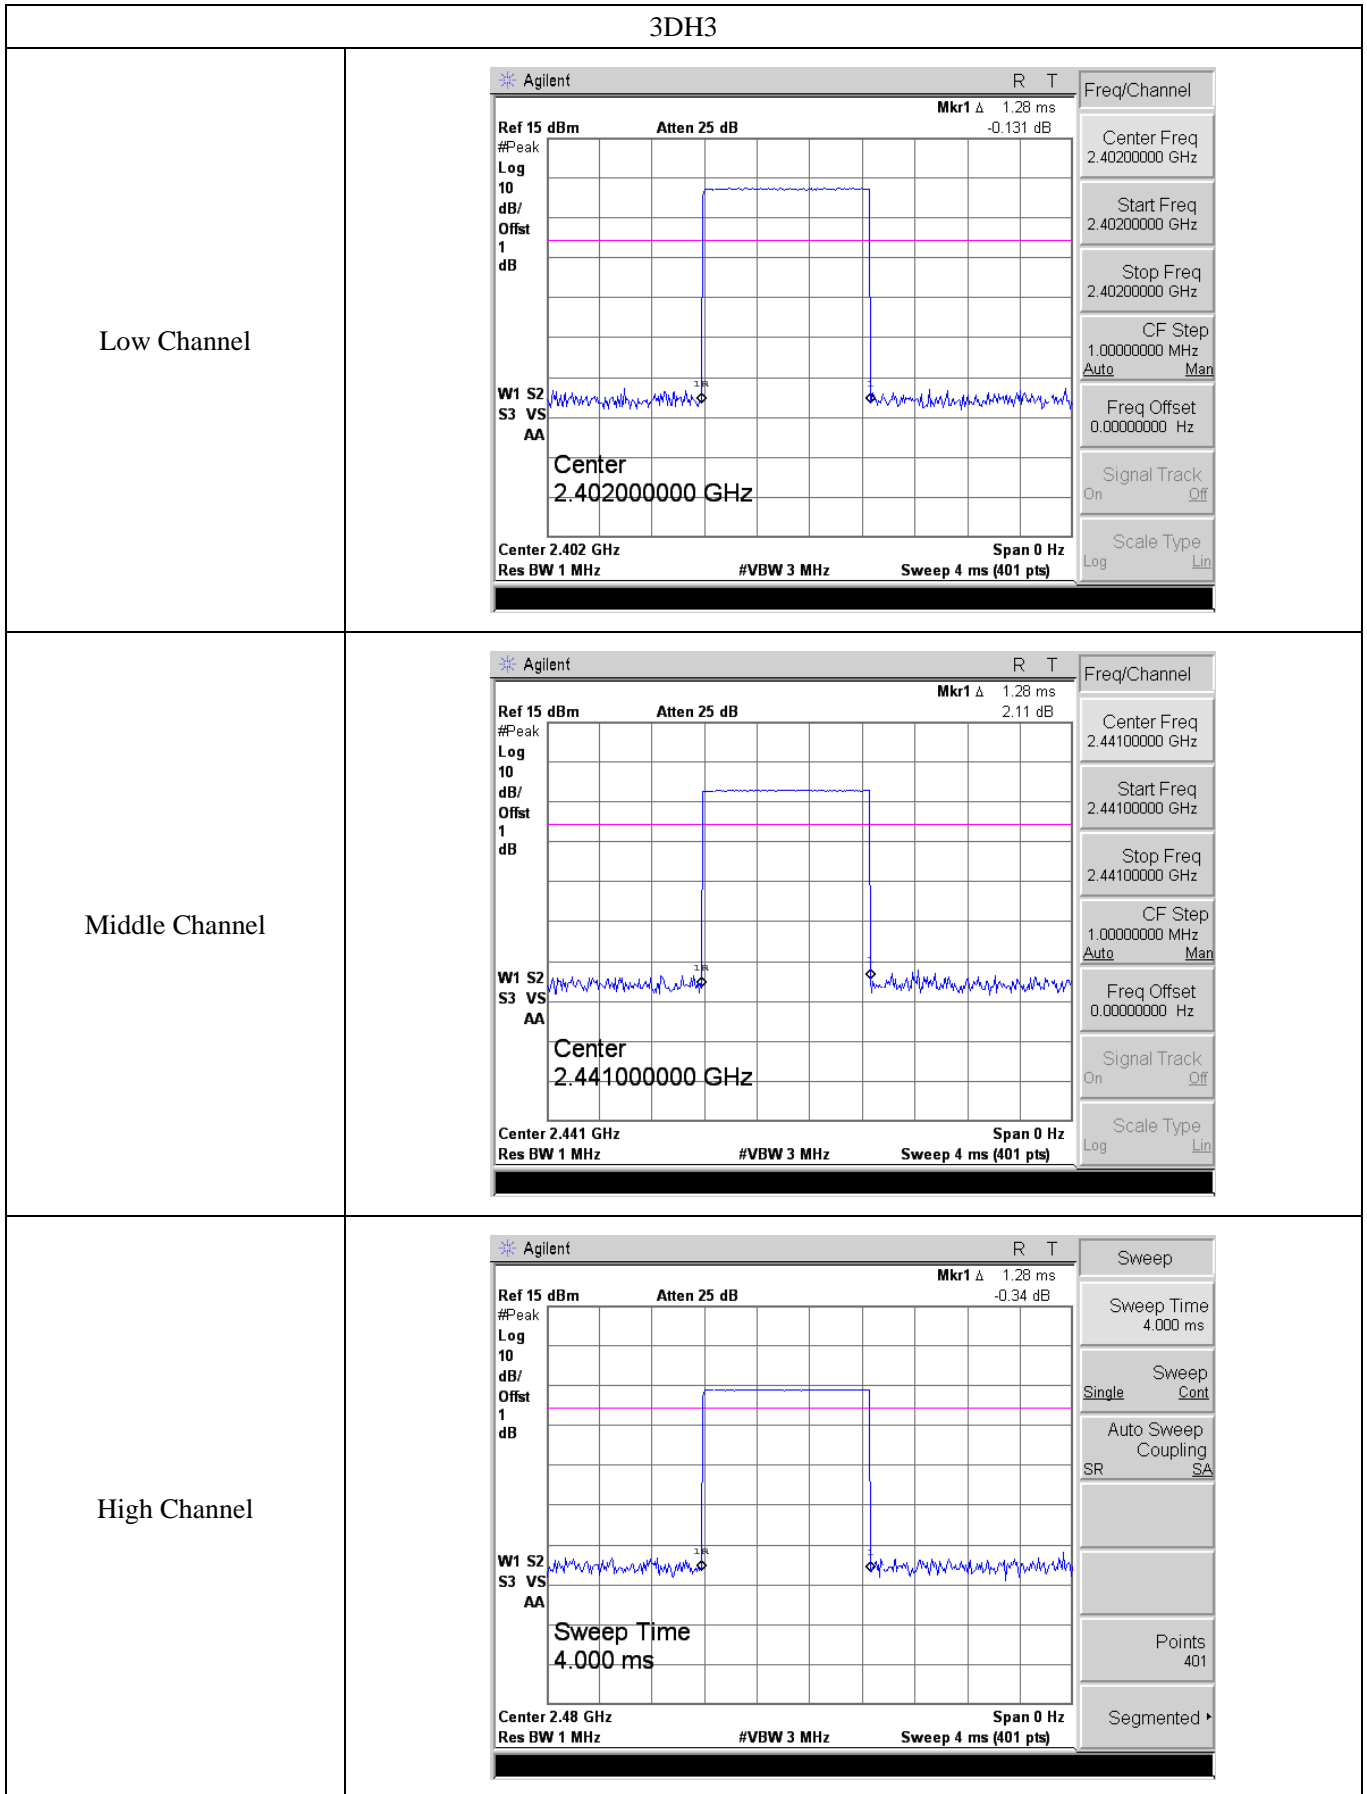 3DH3
Low Channel
Agilent R T
Mkr1 Δ 1.28 ms
Ref 15 dBm Atten 25 dB -0.131 dB
#Peak
Log
10
dB/
Offst
1
dB
W1 S2
S3 VS
AA
Center
2.402000000 GHz
Center 2.402 GHz Span 0 Hz
Res BW 1 MHz #VBW 3 MHz Sweep 4 ms (401 pts)
Freq/Channel
Center Freq
2.40200000 GHz
Start Freq
2.40200000 GHz
Stop Freq
2.40200000 GHz
CF Step
1.00000000 MHz
Auto Man
Freq Offset
0.00000000 Hz
Signal Track
On Off
Scale Type
Log Lin
Middle Channel
Agilent R T
Mkr1 Δ 1.28 ms
Ref 15 dBm Atten 25 dB 2.11 dB
#Peak
Log
10
dB/
Offst
1
dB
W1 S2
S3 VS
AA
Center
2.441000000 GHz
Center 2.441 GHz Span 0 Hz
Res BW 1 MHz #VBW 3 MHz Sweep 4 ms (401 pts)
Freq/Channel
Center Freq
2.44100000 GHz
Start Freq
2.44100000 GHz
Stop Freq
2.44100000 GHz
CF Step
1.00000000 MHz
Auto Man
Freq Offset
0.00000000 Hz
Signal Track
On Off
Scale Type
Log Lin
High Channel
Agilent R T
Mkr1 Δ 1.28 ms
Ref 15 dBm Atten 25 dB -0.34 dB
#Peak
Log
10
dB/
Offst
1
dB
W1 S2
S3 VS
AA
Sweep Time
4.000 ms
Center 2.48 GHz Span 0 Hz
Res BW 1 MHz #VBW 3 MHz Sweep 4 ms (401 pts)
Sweep
Sweep Time
4.000 ms
Sweep
Single Cont
Auto Sweep
Coupling
SR SA
Points
401
Segmented